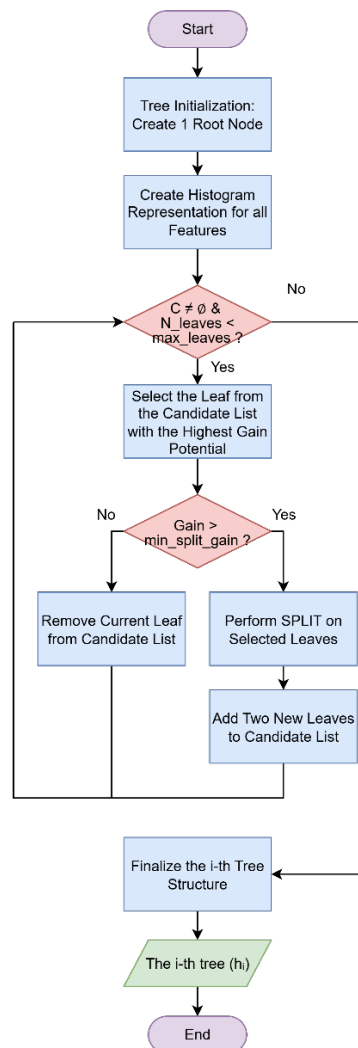 Start
Tree Initialization:
Create 1 Root Node
Create Histogram
Representation for all
Features
C ≠ ∅ &
N_leaves <
max_leaves ?
No
Yes
Select the Leaf from
the Candidate List
with the Highest Gain
Potential
Gain >
min_split_gain ?
No
Yes
Remove Current Leaf
from Candidate List
Perform SPLIT on
Selected Leaves
Add Two New Leaves
to Candidate List
Finalize the i-th Tree
Structure
The i-th tree (hᵢ)
End